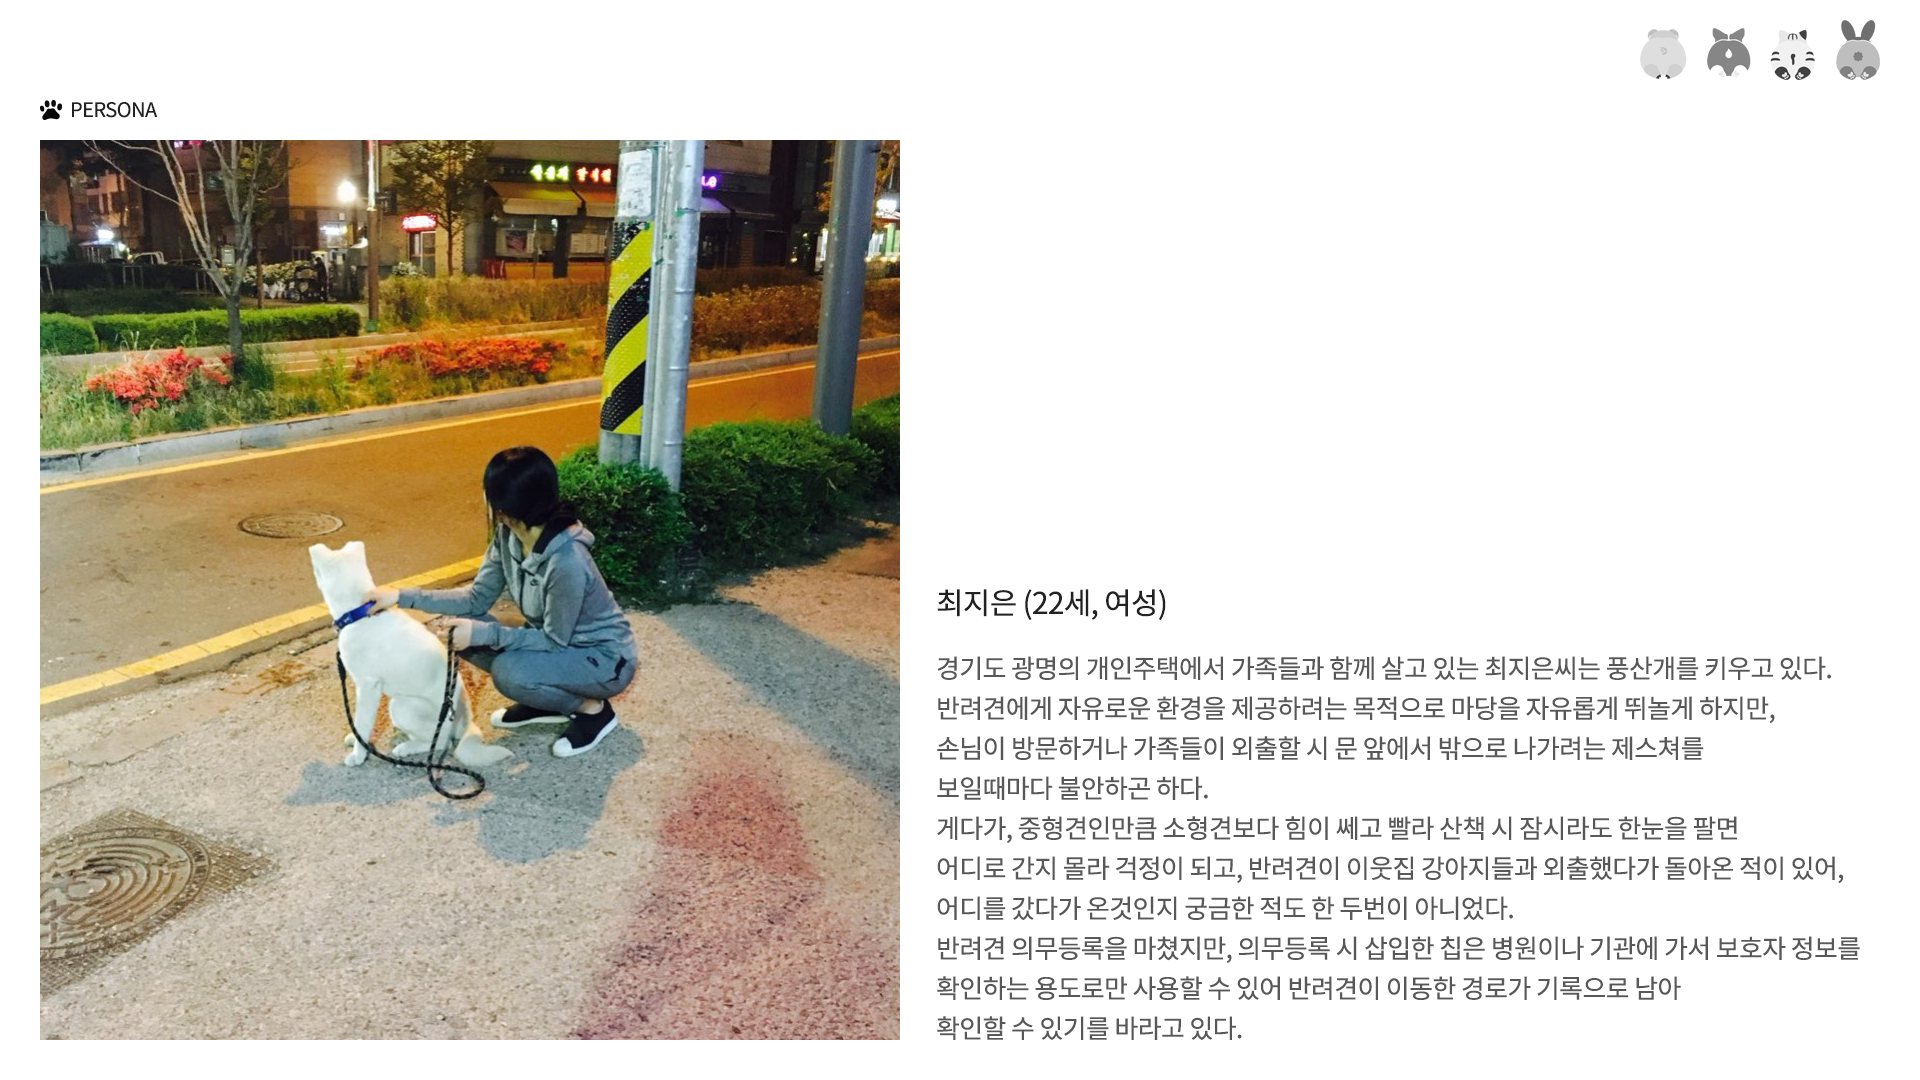 PERSONA
최지은 (22세, 여성)
경기도 광명의 개인주택에서 가족들과 함께 살고 있는 최지은씨는 풍산개를 키우고 있다.
반려견에게 자유로운 환경을 제공하려는 목적으로 마당을 자유롭게 뛰놀게 하지만,
손님이 방문하거나 가족들이 외출할 시 문 앞에서 밖으로 나가려는 제스쳐를
보일때마다 불안하곤 하다.
게다가, 중형견인만큼 소형견보다 힘이 쎄고 빨라 산책 시 잠시라도 한눈을 팔면
어디로 간지 몰라 걱정이 되고, 반려견이 이웃집 강아지들과 외출했다가 돌아온 적이 있어,
어디를 갔다가 온것인지 궁금한 적도 한 두번이 아니었다.
반려견 의무등록을 마쳤지만, 의무등록 시 삽입한 칩은 병원이나 기관에 가서 보호자 정보를
확인하는 용도로만 사용할 수 있어 반려견이 이동한 경로가 기록으로 남아
확인할 수 있기를 바라고 있다.